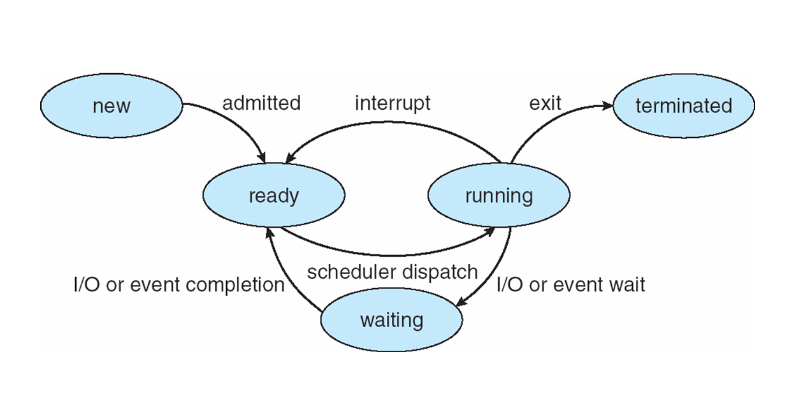 new
admitted
interrupt
exit
terminated
ready
running
scheduler dispatch
I/O or event completion
I/O or event wait
waiting